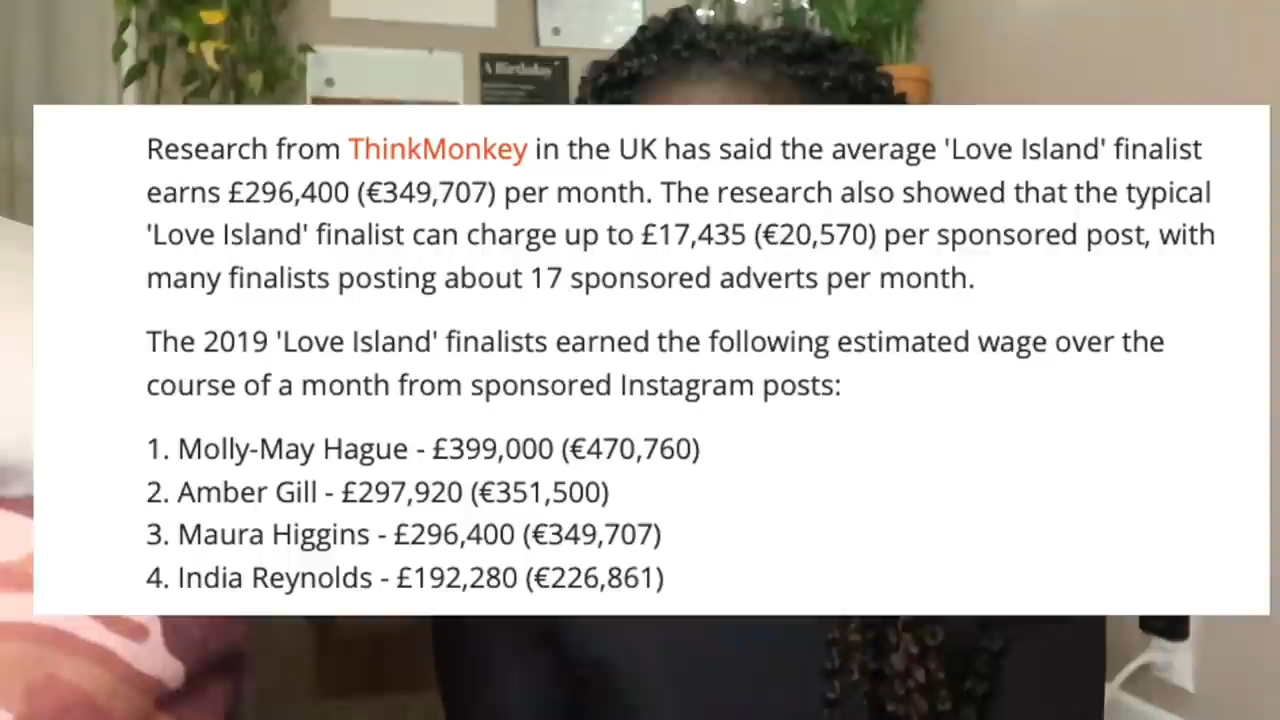 Birthday
Research from ThinkMonkey in the UK has said the average 'Love Island' finalist
earns £296,400 (€349,707) per month. The research also showed that the typical
'Love Island' finalist can charge up to £17,435 (€20,570) per sponsored post, with
many finalists posting about 17 sponsored adverts per month.
The 2019 'Love Island' finalists earned the following estimated wage over the
course of a month from sponsored Instagram posts:
1. Molly-May Hague - £399,000 (€470,760)
2. Amber Gill - £297,920 (€351,500)
3. Maura Higgins - £296,400 (€349,707)
4. India Reynolds - £192,280 (€226,861)